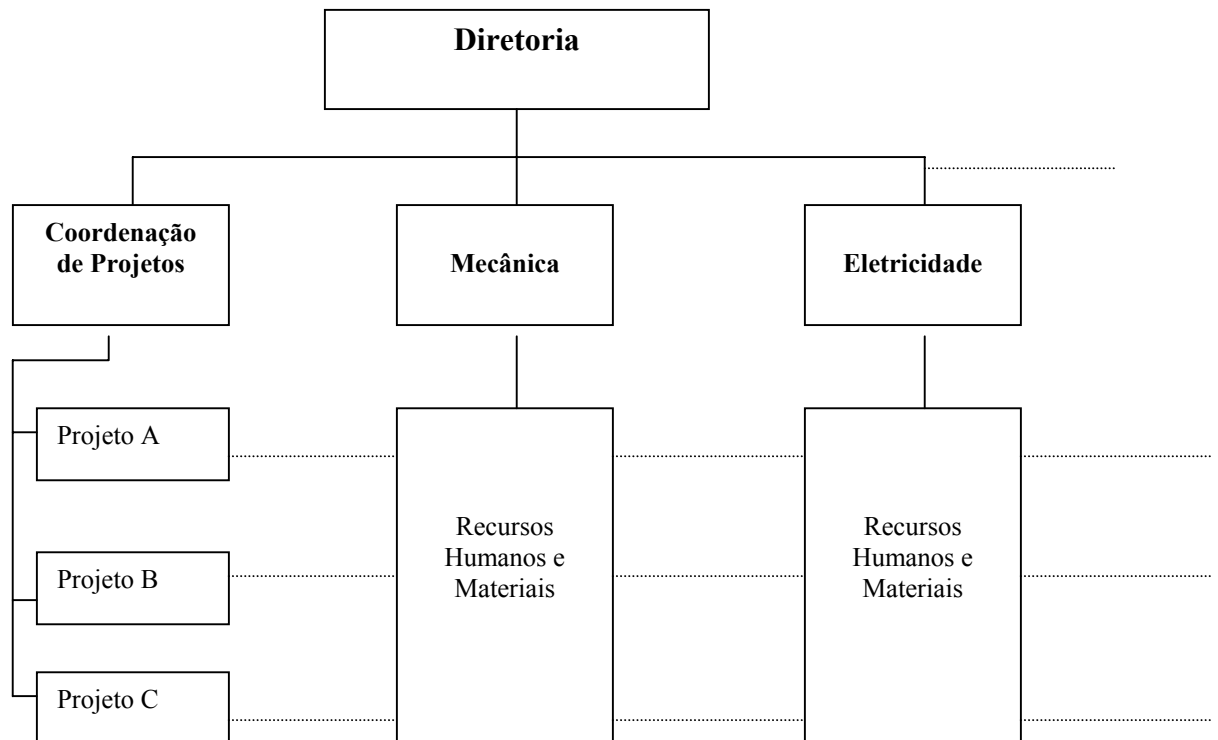 Diretoria
Coordenação
de Projetos
Mecânica
Eletricidade
Projeto A
Projeto B
Projeto C
Recursos
Humanos e
Materiais
Recursos
Humanos e
Materiais